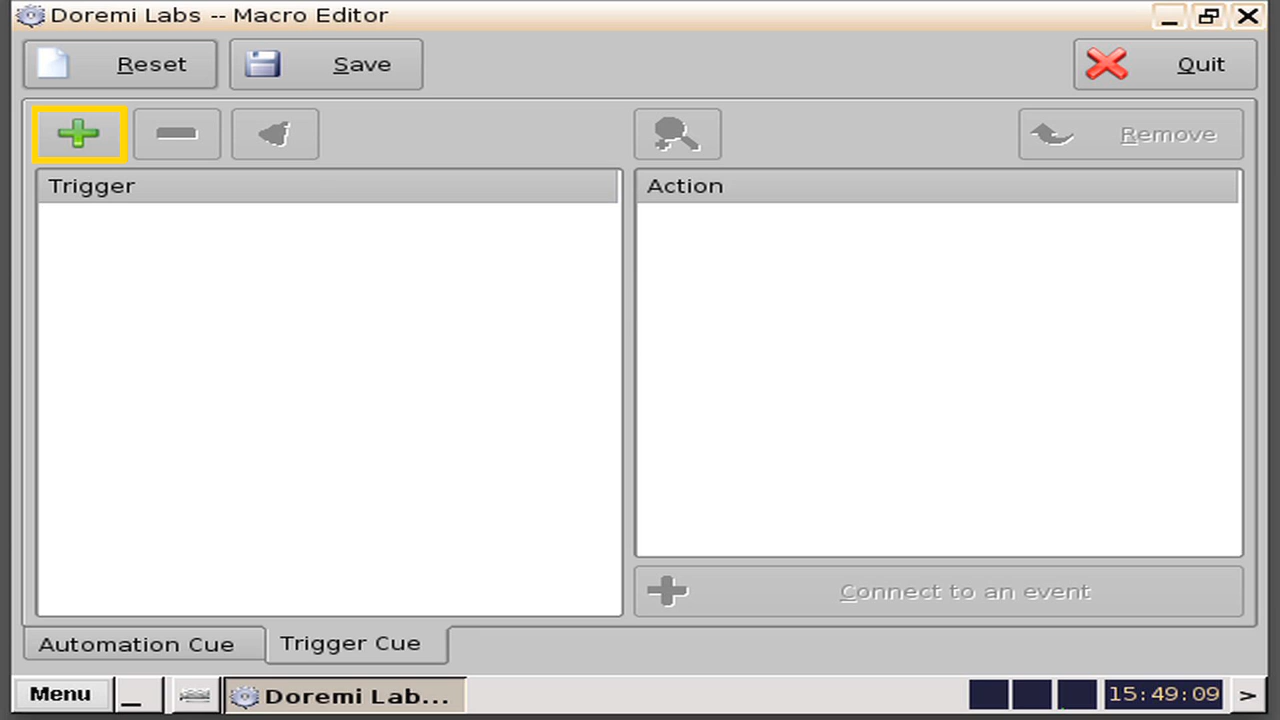 Doremi Labs -- Macro Editor
Reset
Save
Quit
Remove
Trigger
Action
Connect to an event
Automation Cue
Trigger Cue
Menu
Doremi Lab...
15:49:09
>